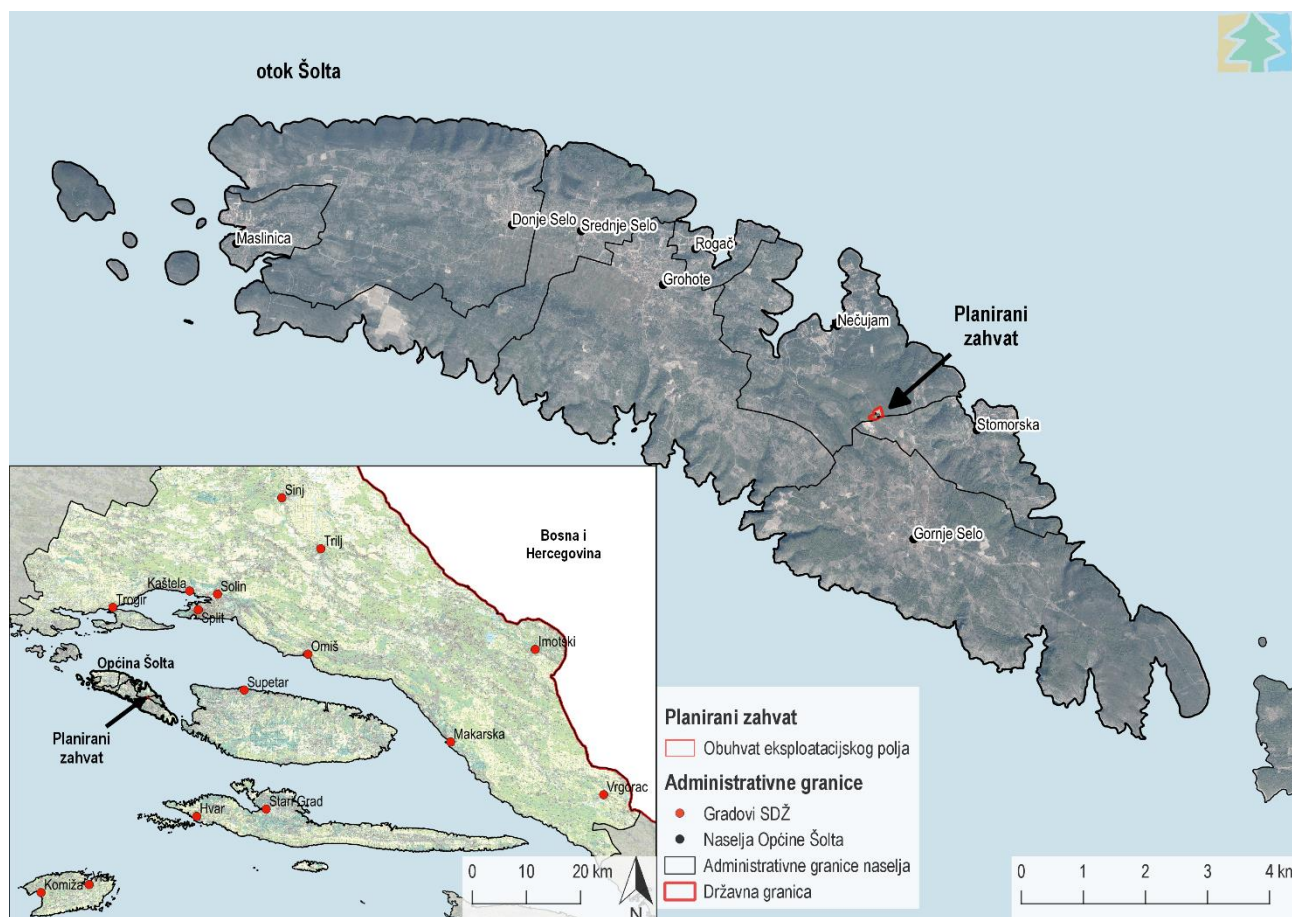 otok Šolta
Maslinica
Donje Selo
Srednje Selo
Rogač
Grohote
Nečujam
Planirani
zahvat
Stomorska
Gornje Selo
Sinj
Trilj
Bosna i
Hercegovina
Kaštela
Solin
Trogir
Split
Omiš
Imotski
Općina Šolta
Supetar
Planirani
zahvat
Makarska
Vrgorac
Hvar
Stari Grad
Komiža
Vis
0 10 20 km
N
Planirani zahvat
Obuhvat eksploatacijskog polja
Administrativne granice
Gradovi SDŽ
Naselja Općine Šolta
Administrativne granice naselja
Državna granica
0 1 2 3 4 km